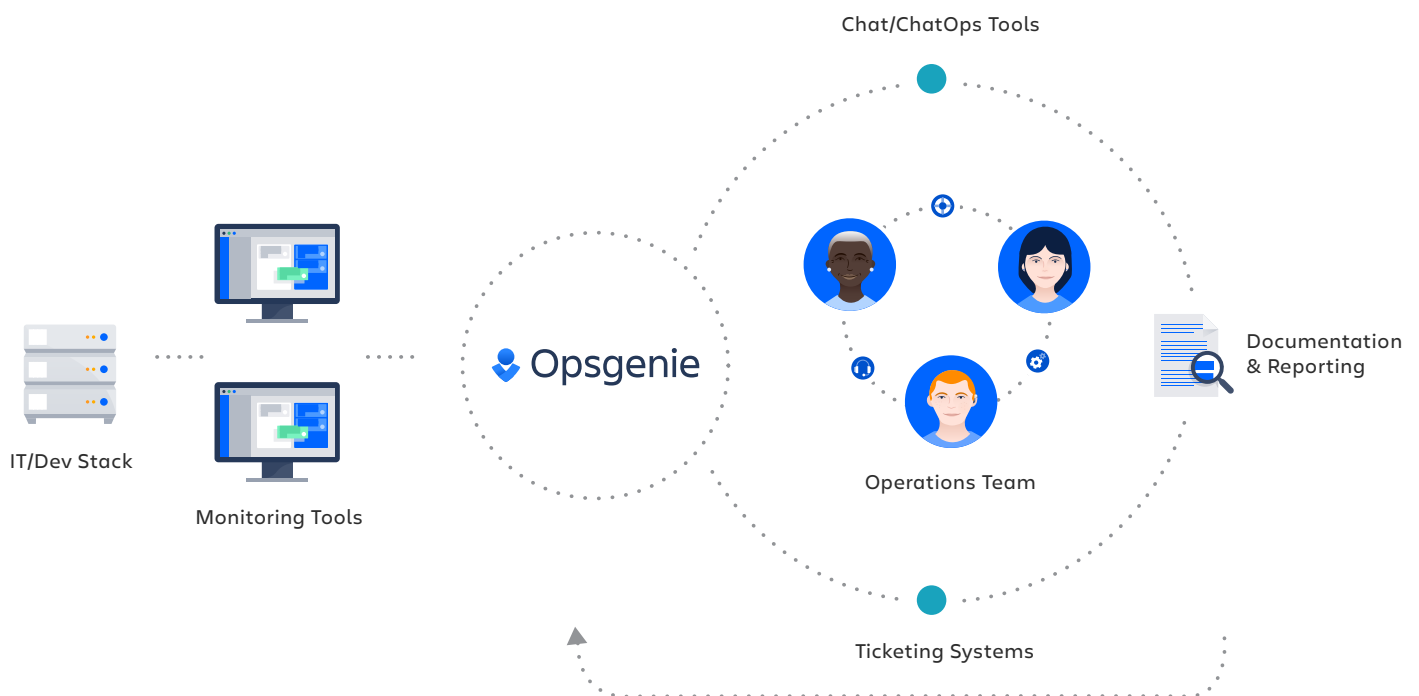 Chat/ChatOps Tools
Opsgenie
Documentation
& Reporting
IT/Dev Stack
Operations Team
Monitoring Tools
Ticketing Systems